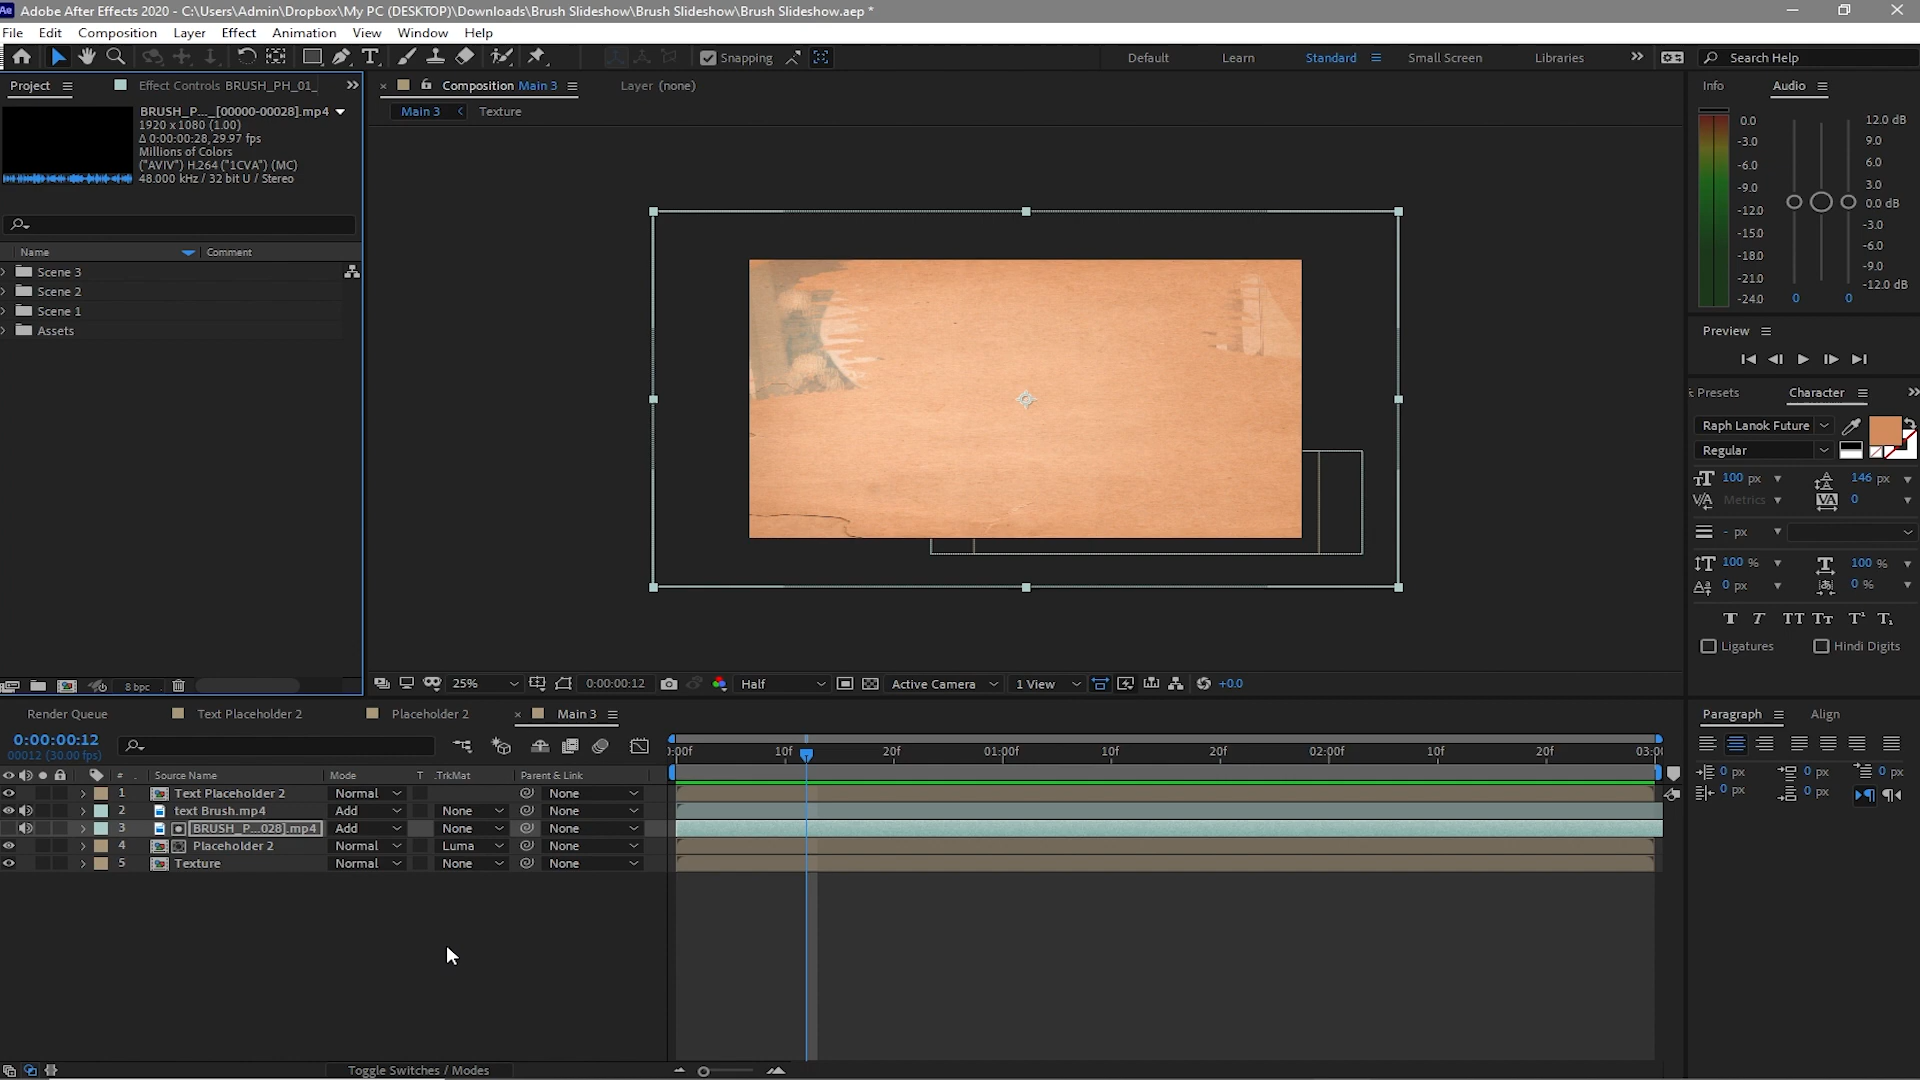 Adobe After Effects 2020 - C:\Users\Admin\Dropbox\My PC (DESKTOP)\Downloads\Brush Slideshow\Brush Slideshow\Brush Slideshow.aep *
File Edit Composition Layer Effect Animation View Window Help
Snapping Default Learn Standard Small Screen Libraries Search Help
Project Effect Controls BRUSH_PH_01_ Composition Main 3 Layer (none) Info Audio
Main 3 Texture
BRUSH_P..._[00000-00028].mp4
1920 x 1080 (1.00)
Δ 0:00:00:28, 29.97 fps
Millions of Colors
("AVIV") H.264 ("1CVA") (MC)
48.000 kHz / 32 bit U / Stereo
Name Comment
Scene 3
Scene 2
Scene 1
Assets
0.0 12.0 dB
-3.0 9.0
-6.0 6.0
-9.0 3.0
-12.0 0.0 dB
-15.0 -3.0
-18.0 -6.0
-21.0 -9.0
-24.0 0 0 -12.0 dB
Preview
Presets Character
Raph Lanok Future
Regular
100 px 146 px
Metrics 0
- px
100 % 100 %
0 px 0 %
Ligatures Hindi Digits
8 bpc 25% 0:00:00:12 Half Active Camera 1 View +0.0
Render Queue Text Placeholder 2 Placeholder 2 Main 3 Paragraph Align
0:00:00:12
00012 (30.00 fps)
:00f 10f 20f 01:00f 10f 20f 02:00f 10f 20f 03:0
# Source Name Mode T .TrkMat Parent & Link
1 Text Placeholder 2 Normal None
2 text Brush.mp4 Add None None
3 BRUSH_P...028].mp4 Add None None
4 Placeholder 2 Normal Luma None
5 Texture Normal None None
0 px 0 px 0 px
0 px 0 px
Toggle Switches / Modes